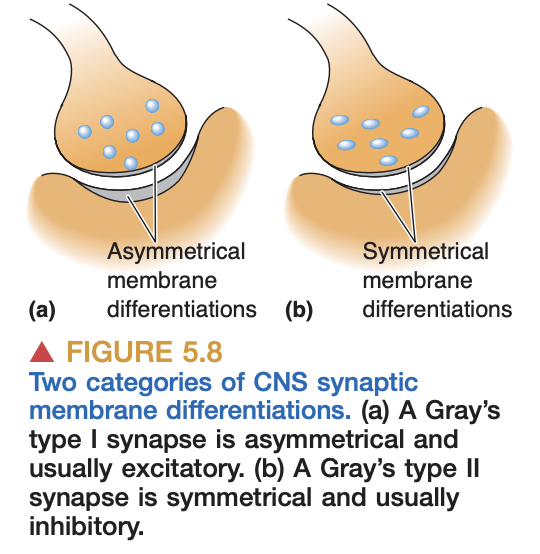 Asymmetrical
membrane
differentiations
(a)
Symmetrical
membrane
differentiations
(b)
▲ FIGURE 5.8
Two categories of CNS synaptic
membrane differentiations. (a) A Gray’s
type I synapse is asymmetrical and
usually excitatory. (b) A Gray’s type II
synapse is symmetrical and usually
inhibitory.